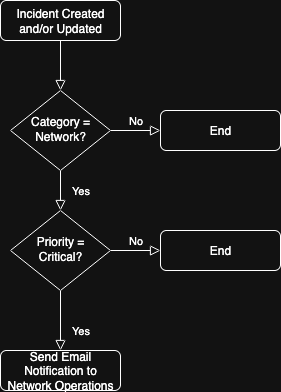 Incident Created
and/or Updated
Category =
Network?
No
End
Yes
Priority =
Critical?
No
End
Yes
Send Email
Notification to
Network Operations